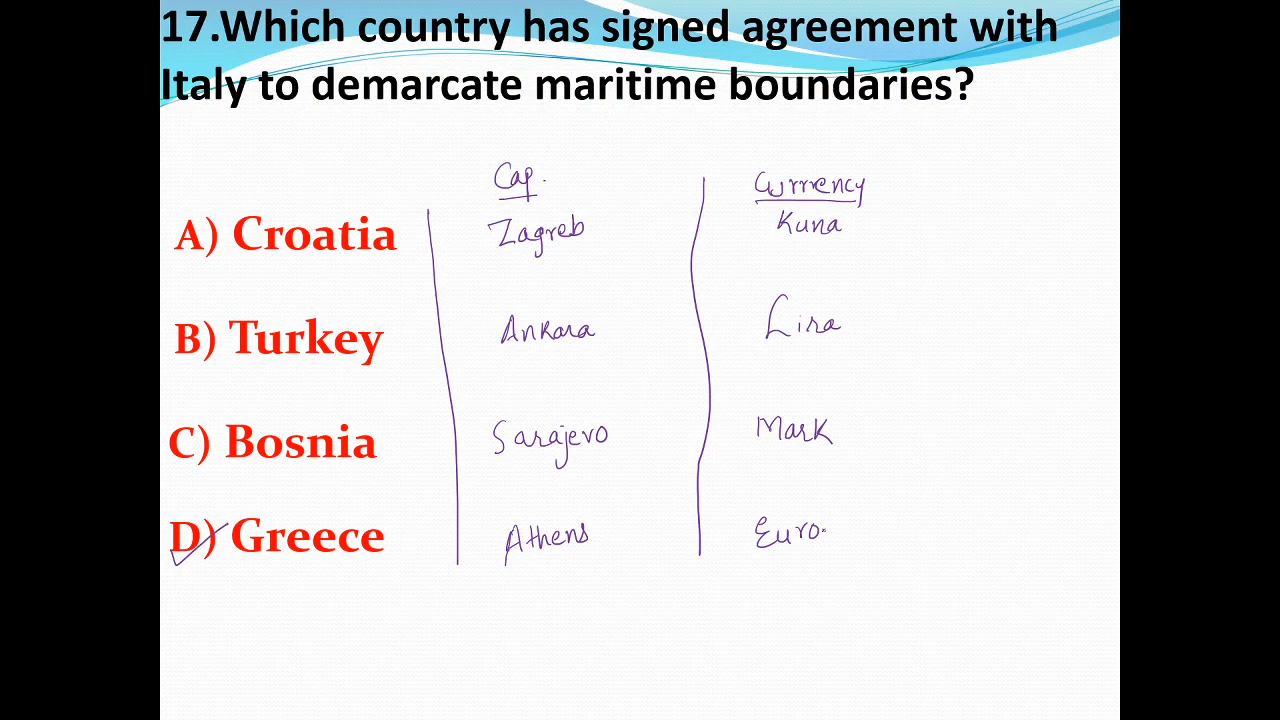 17.Which country has signed agreement with
Italy to demarcate maritime boundaries?
Cap. Currency
A) Croatia Zagreb Kuna
B) Turkey Ankara Lira
C) Bosnia Sarajevo Mark
D) Greece Athens Euro.